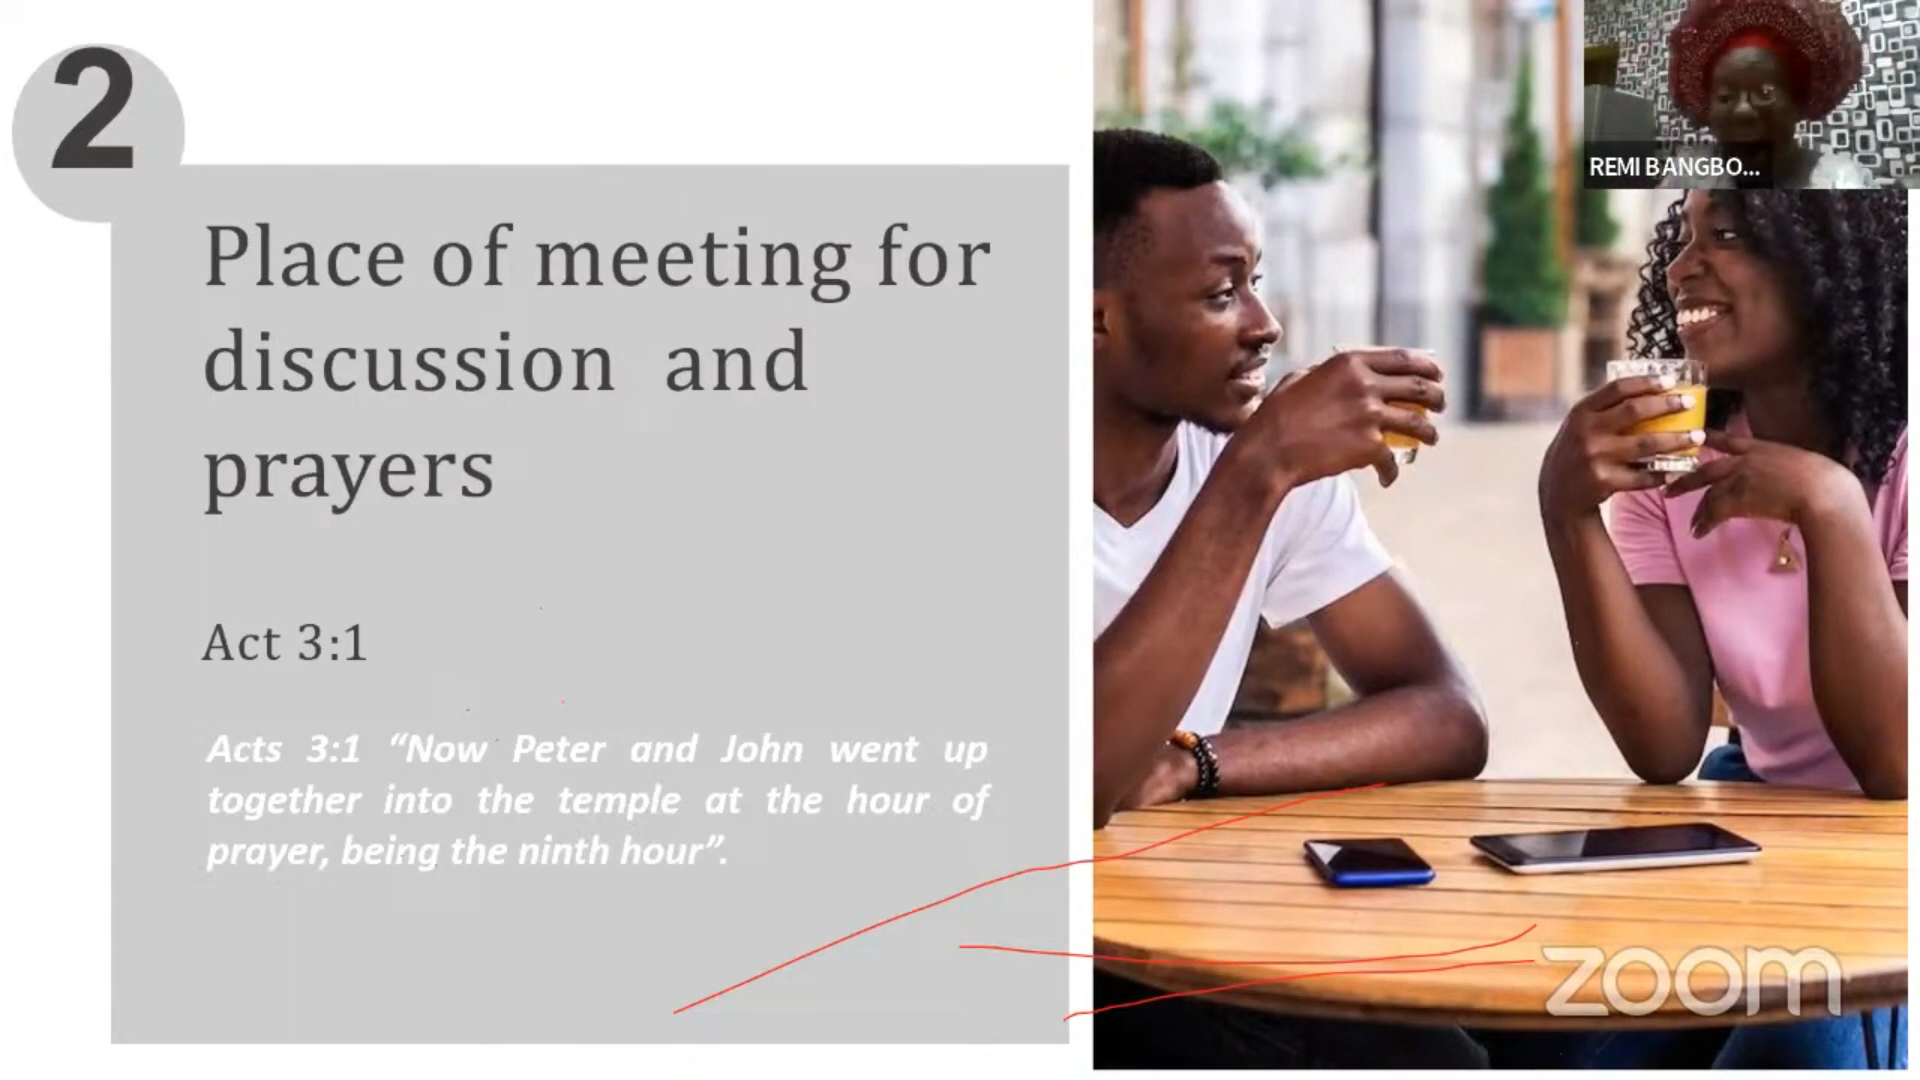 2
Place of meeting for
discussion and
prayers
Act 3:1
Acts 3:1 “Now Peter and John went up
together into the temple at the hour of
prayer, being the ninth hour”.
REMI BANGBO...
zoom